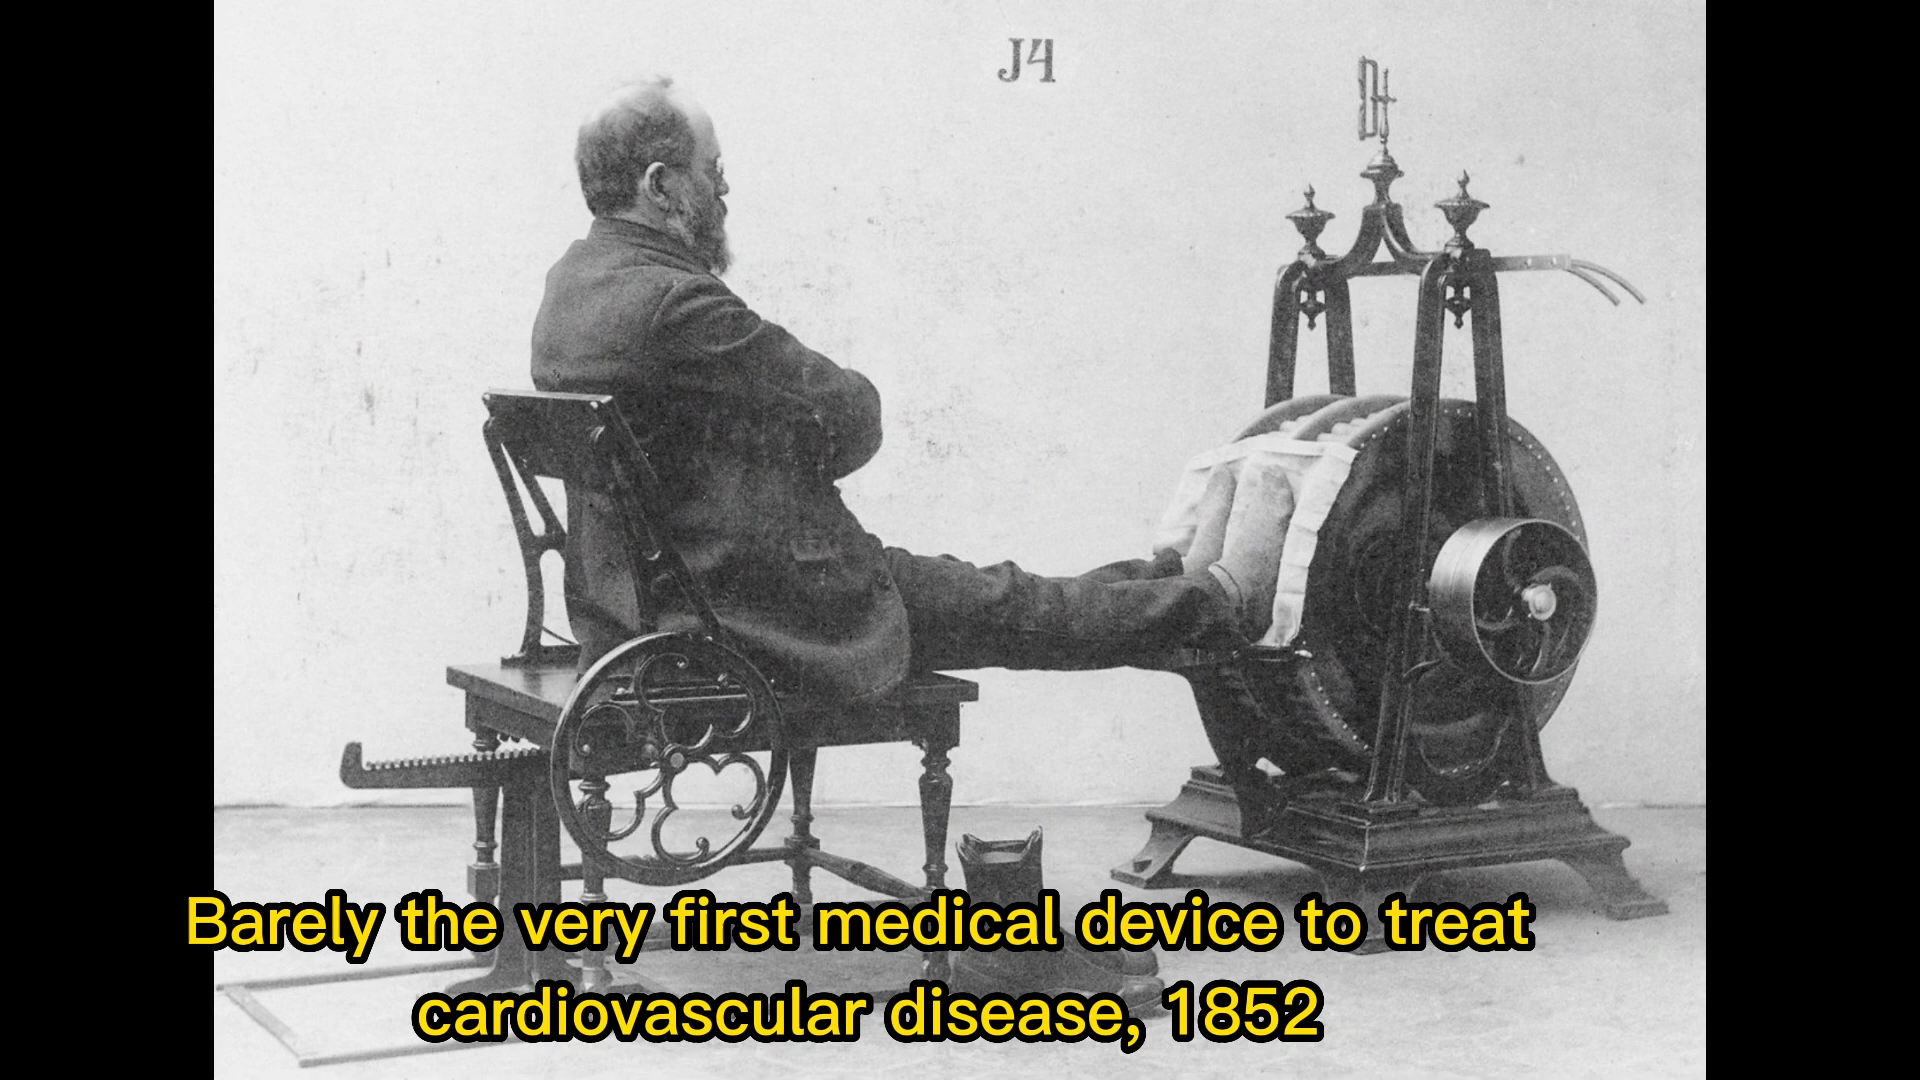 J4
Barely the very first medical device to treat
cardiovascular disease, 1852